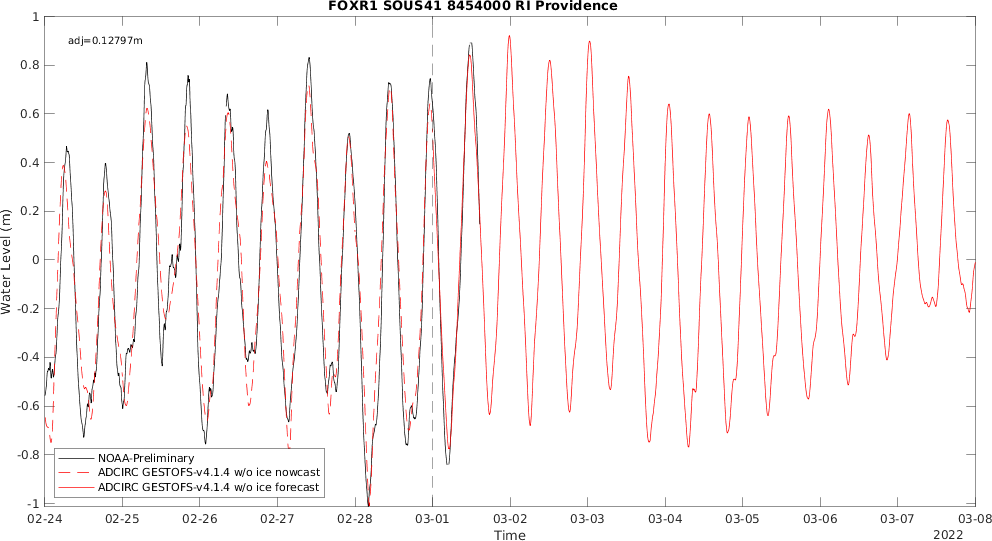 FOXR1 SOUS41 8454000 RI Providence
adj=0.12797m
1
0.8
0.6
0.4
0.2
0
-0.2
-0.4
-0.6
-0.8
-1
Water Level (m)
NOAA-Preliminary
ADCIRC GESTOFS-v4.1.4 w/o ice nowcast
ADCIRC GESTOFS-v4.1.4 w/o ice forecast
02-24 02-25 02-26 02-27 02-28 03-01 03-02 03-03 03-04 03-05 03-06 03-07 03-08
Time
2022